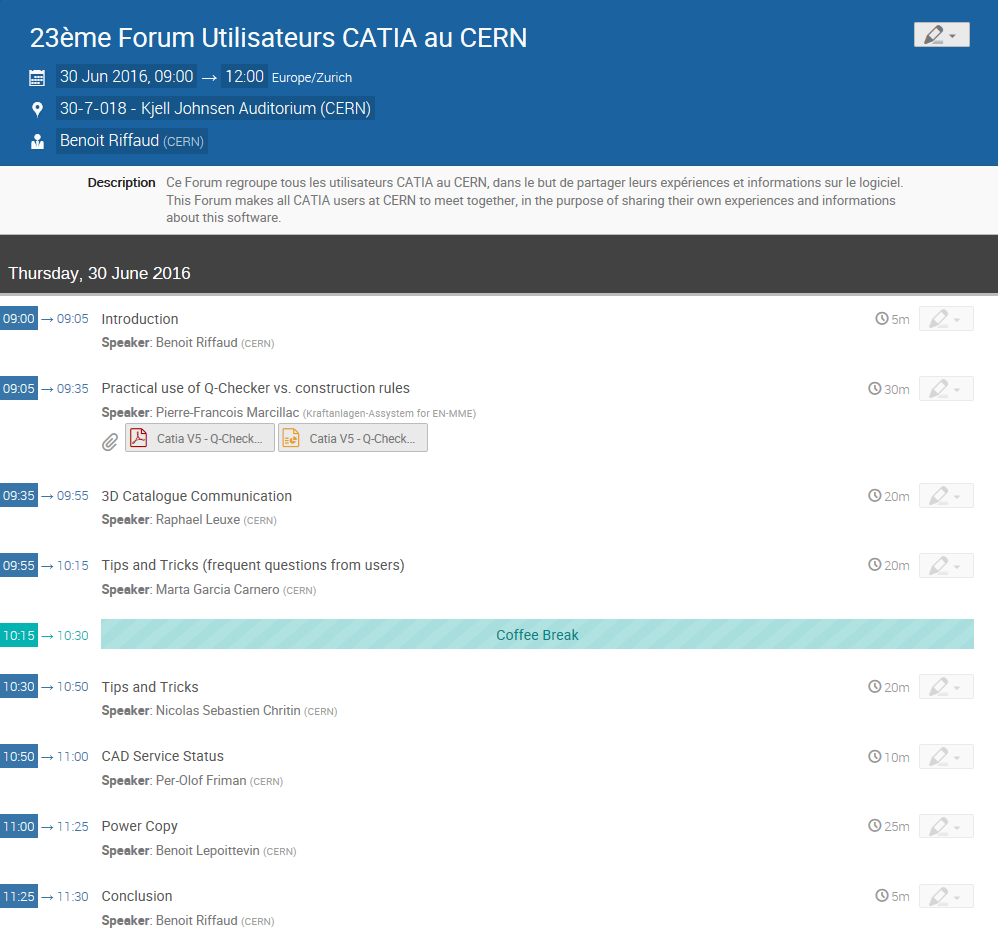 23ème Forum Utilisateurs CATIA au CERN
30 Jun 2016, 09:00 → 12:00 Europe/Zurich
30-7-018 - Kjell Johnsen Auditorium (CERN)
Benoit Riffaud (CERN)
Description Ce Forum regroupe tous les utilisateurs CATIA au CERN, dans le but de partager leurs expériences et informations sur le logiciel.
This Forum makes all CATIA users at CERN to meet together, in the purpose of sharing their own experiences and informations
about this software.
Thursday, 30 June 2016
09:00 → 09:05 Introduction 5m
Speaker: Benoit Riffaud (CERN)
09:05 → 09:35 Practical use of Q-Checker vs. construction rules 30m
Speaker: Pierre-Francois Marcillac (Kraftanlagen-Assystem for EN-MME)
Catia V5 - Q-Check... Catia V5 - Q-Check...
09:35 → 09:55 3D Catalogue Communication 20m
Speaker: Raphael Leuxe (CERN)
09:55 → 10:15 Tips and Tricks (frequent questions from users) 20m
Speaker: Marta Garcia Carnero (CERN)
10:15 → 10:30 Coffee Break
10:30 → 10:50 Tips and Tricks 20m
Speaker: Nicolas Sebastien Chritin (CERN)
10:50 → 11:00 CAD Service Status 10m
Speaker: Per-Olof Friman (CERN)
11:00 → 11:25 Power Copy 25m
Speaker: Benoit Lepoittevin (CERN)
11:25 → 11:30 Conclusion 5m
Speaker: Benoit Riffaud (CERN)